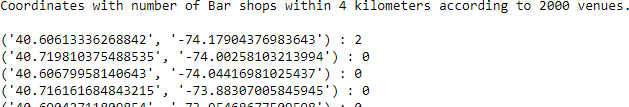 Coordinates with number of Bar shops within 4 kilometers according to 2000 venues.
('40.60613336268842', '-74.17904376983643') : 2
('40.719810375488535', '-74.00258103213994') : 0
('40.60679958140643', '-74.04416981025437') : 0
('40.716161684843215', '-73.88307005845945') : 0